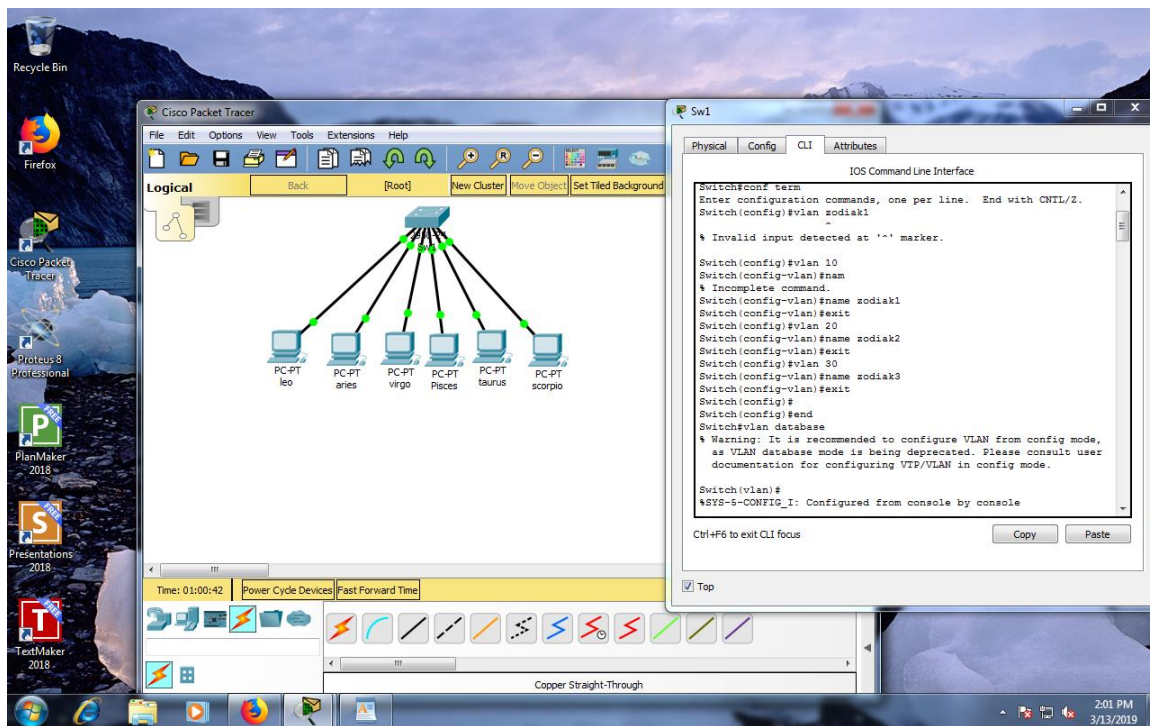 Recycle Bin
Firefox
Cisco Packet
Tracer
Proteus 8
Professional
FREE
PlanMaker
2018
FREE
Presentations
2018
FREE
TextMaker
2018
Cisco Packet Tracer
File Edit Options View Tools Extensions Help
Logical
Back
[Root]
New Cluster
Move Object
Set Tiled Background
Sw1
PC-PT
leo
PC-PT
aries
PC-PT
virgo
PC-PT
Pisces
PC-PT
taurus
PC-PT
scorpio
Time: 01:00:42
Power Cycle Devices
Fast Forward Time
Copper Straight-Through
Sw1
Physical Config CLI Attributes
IOS Command Line Interface
Switch#conf term
Enter configuration commands, one per line. End with CNTL/Z.
Switch(config)#vlan zodiak1
^
% Invalid input detected at '^' marker.
Switch(config)#vlan 10
Switch(config-vlan)#nam
% Incomplete command.
Switch(config-vlan)#name zodiak1
Switch(config-vlan)#exit
Switch(config)#vlan 20
Switch(config-vlan)#name zodiak2
Switch(config-vlan)#exit
Switch(config)#vlan 30
Switch(config-vlan)#name zodiak3
Switch(config-vlan)#exit
Switch(config)#
Switch(config)#end
Switch#vlan database
% Warning: It is recommended to configure VLAN from config mode,
as VLAN database mode is being deprecated. Please consult user
documentation for configuring VTP/VLAN in config mode.
Switch(vlan)#
%SYS-5-CONFIG_I: Configured from console by console
Ctrl+F6 to exit CLI focus
Copy
Paste
Top
2:01 PM
3/13/2019